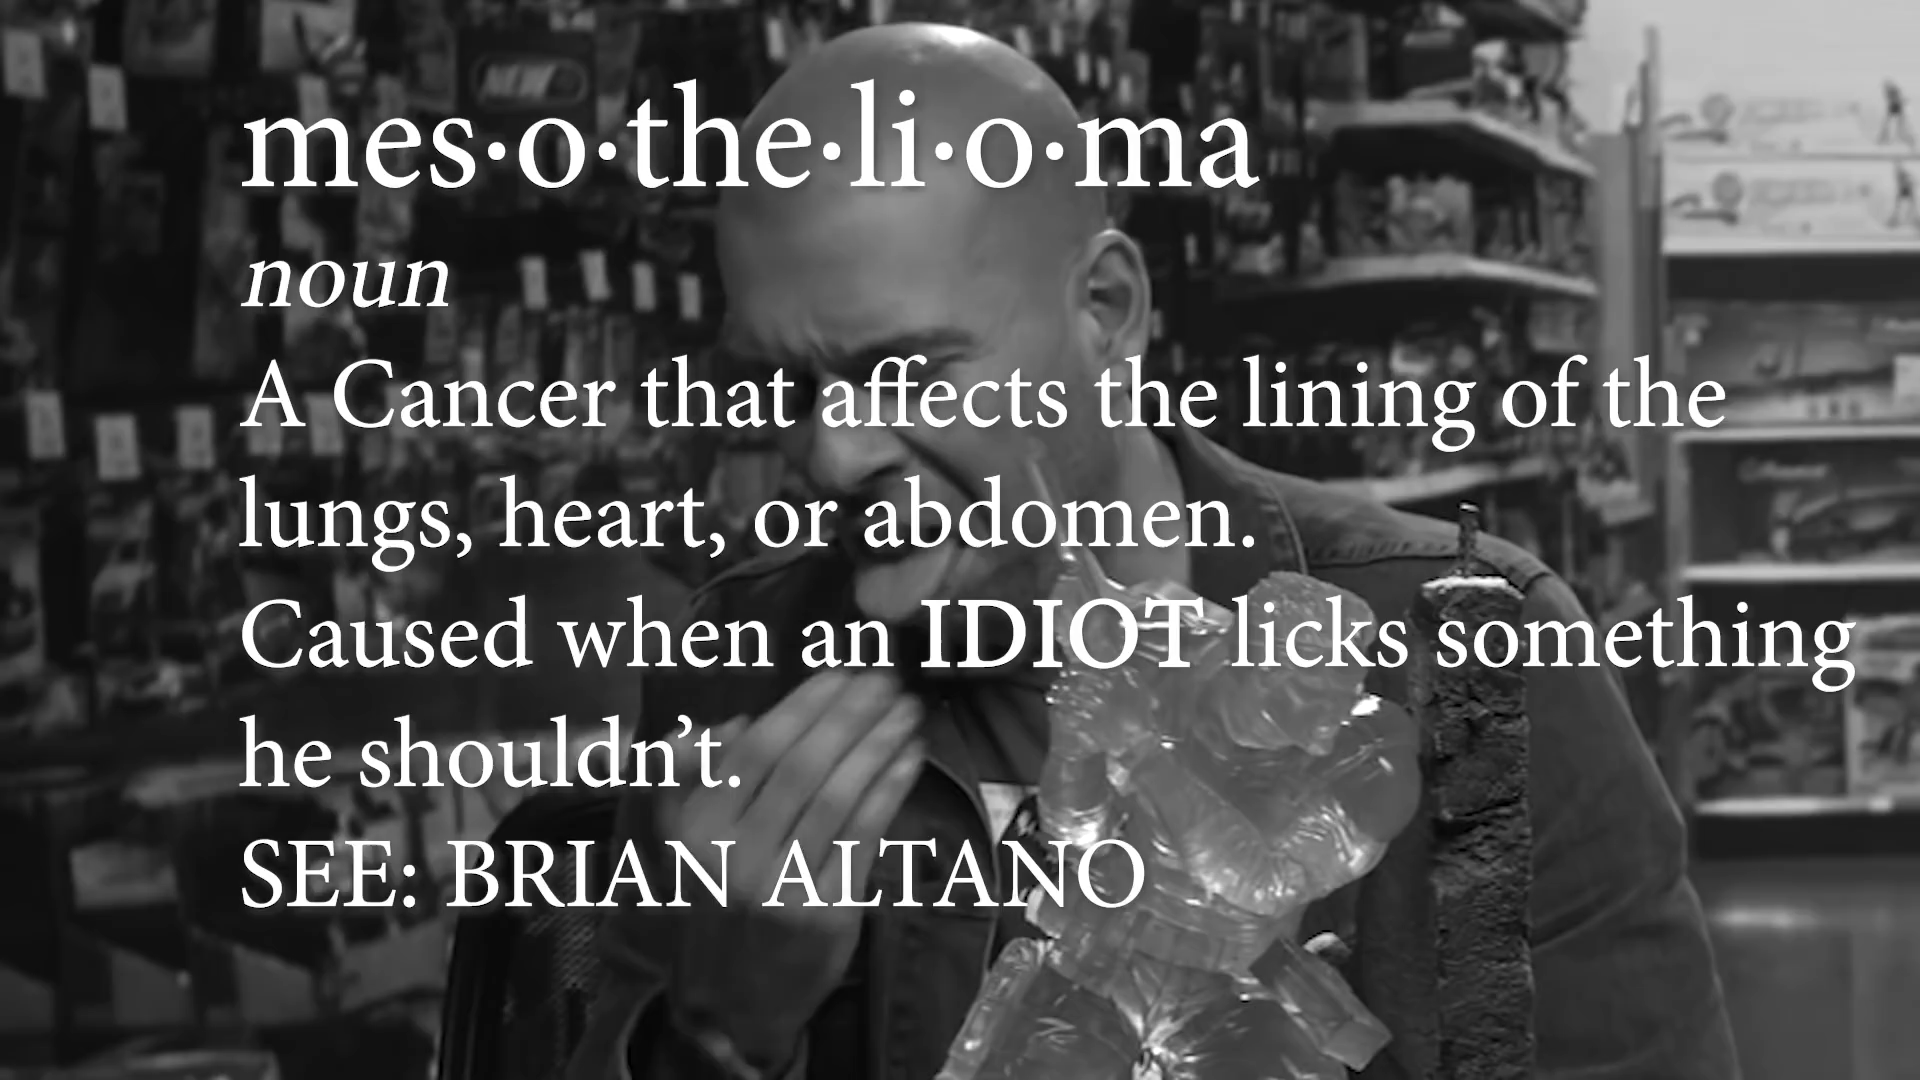 NEW
mes·o·the·li·o·ma
noun
A Cancer that affects the lining of the
lungs, heart, or abdomen.
Caused when an IDIOT licks something
he shouldn’t.
SEE: BRIAN ALTANO